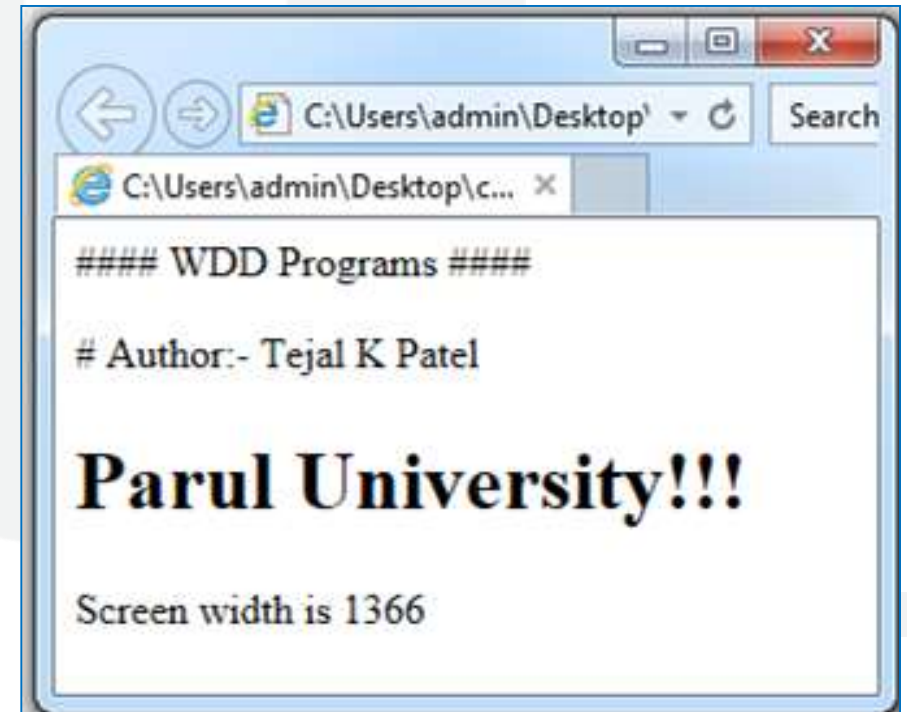 C:\Users\admin\Desktop\
Search
C:\Users\admin\Desktop\c...
#### WDD Programs ####
# Author:- Tejal K Patel
Parul University!!!
Screen width is 1366